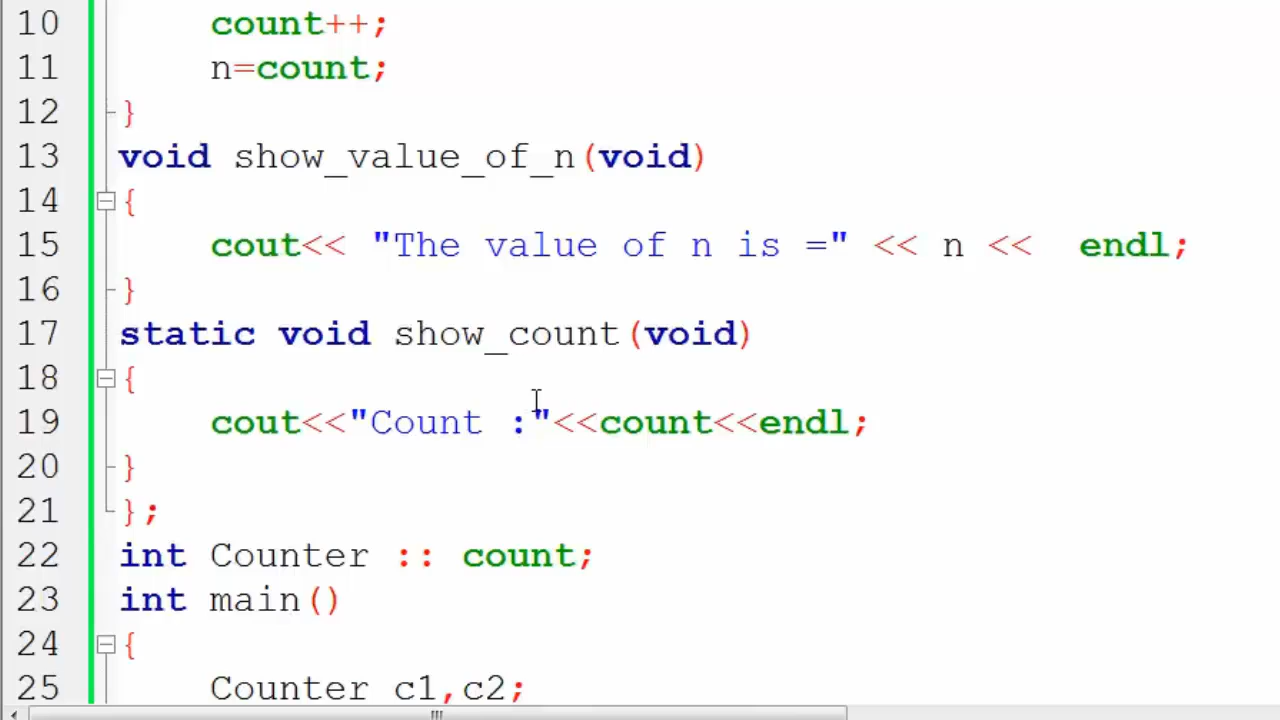 10 count++;
11 n=count;
12 }
13 void show_value_of_n(void)
14 {
15 cout<< "The value of n is =" << n << endl;
16 }
17 static void show_count(void)
18 {
19 cout<<"Count :"<<count<<endl;
20 }
21 };
22 int Counter :: count;
23 int main()
24 {
25 Counter c1,c2;